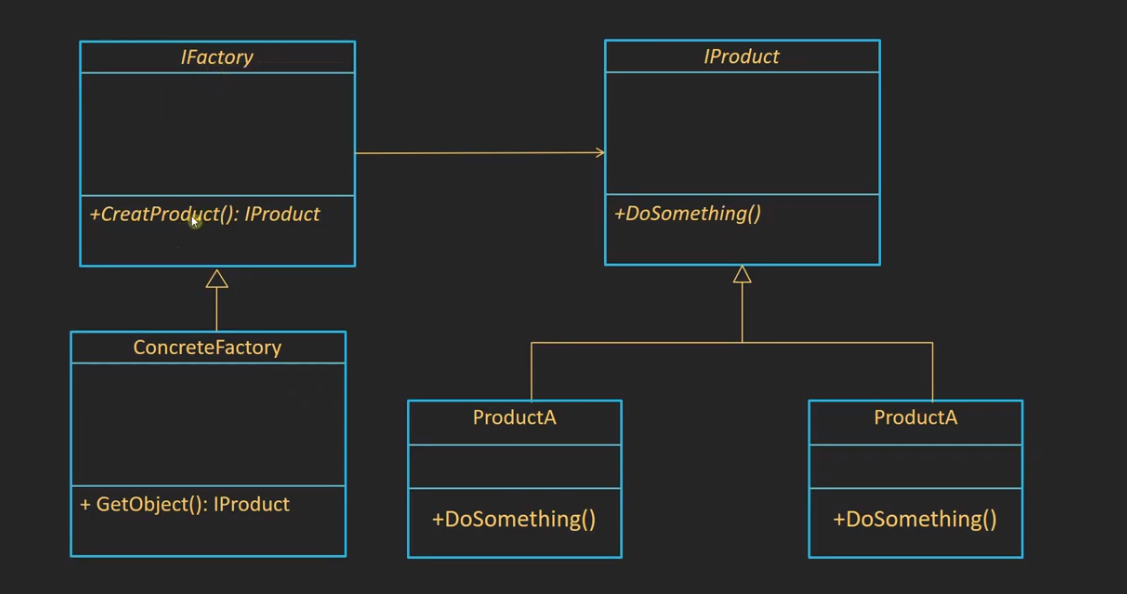 IFactory
+CreatProduct(): IProduct
IProduct
+DoSomething()
ConcreteFactory
+ GetObject(): IProduct
ProductA
+DoSomething()
ProductA
+DoSomething()